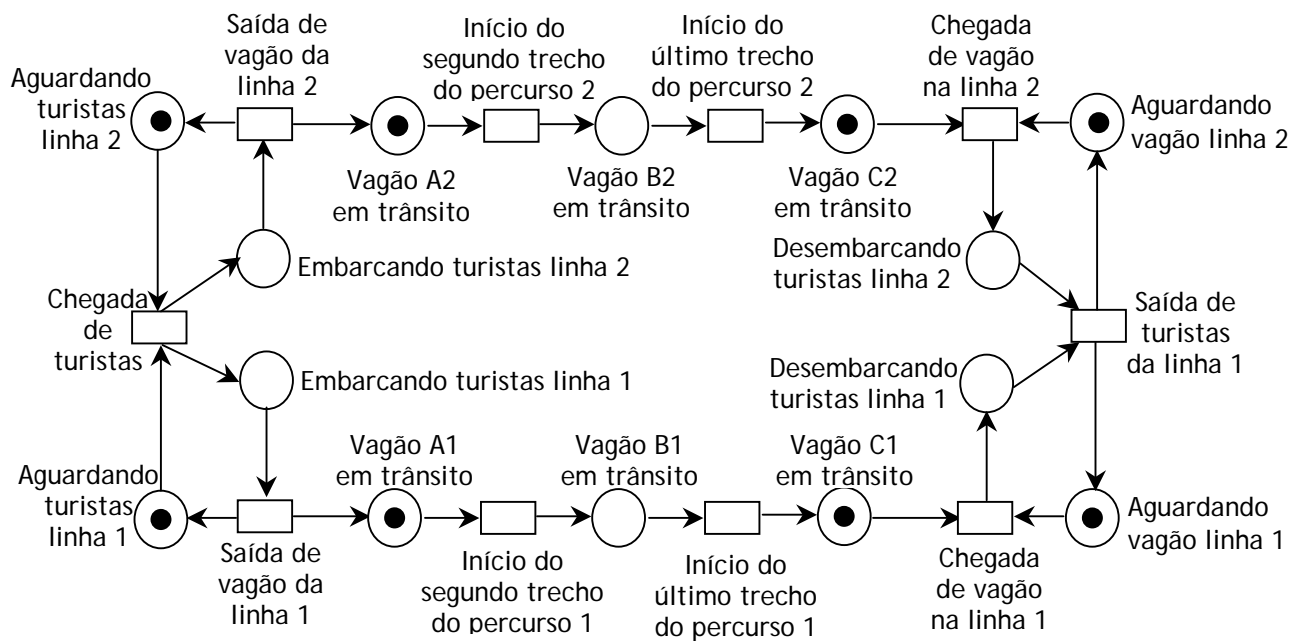 Saída de
vagão da
linha 2
Início do
segundo trecho
do percurso 2
Início do
último trecho
do percurso 2
Chegada
de vagão
na linha 2
Aguardando
turistas
linha 2
Aguardando
vagão linha 2
Vagão A2
em trânsito
Vagão B2
em trânsito
Vagão C2
em trânsito
Embarcando turistas linha 2
Desembarcando
turistas linha 2
Chegada
de
turistas
Saída de
turistas
da linha 1
Embarcando turistas linha 1
Desembarcando
turistas linha 1
Vagão A1
em trânsito
Vagão B1
em trânsito
Vagão C1
em trânsito
Aguardando
turistas
linha 1
Aguardando
vagão linha 1
Saída de
vagão da
linha 1
Início do
segundo trecho
do percurso 1
Início do
último trecho
do percurso 1
Chegada
de vagão
na linha 1